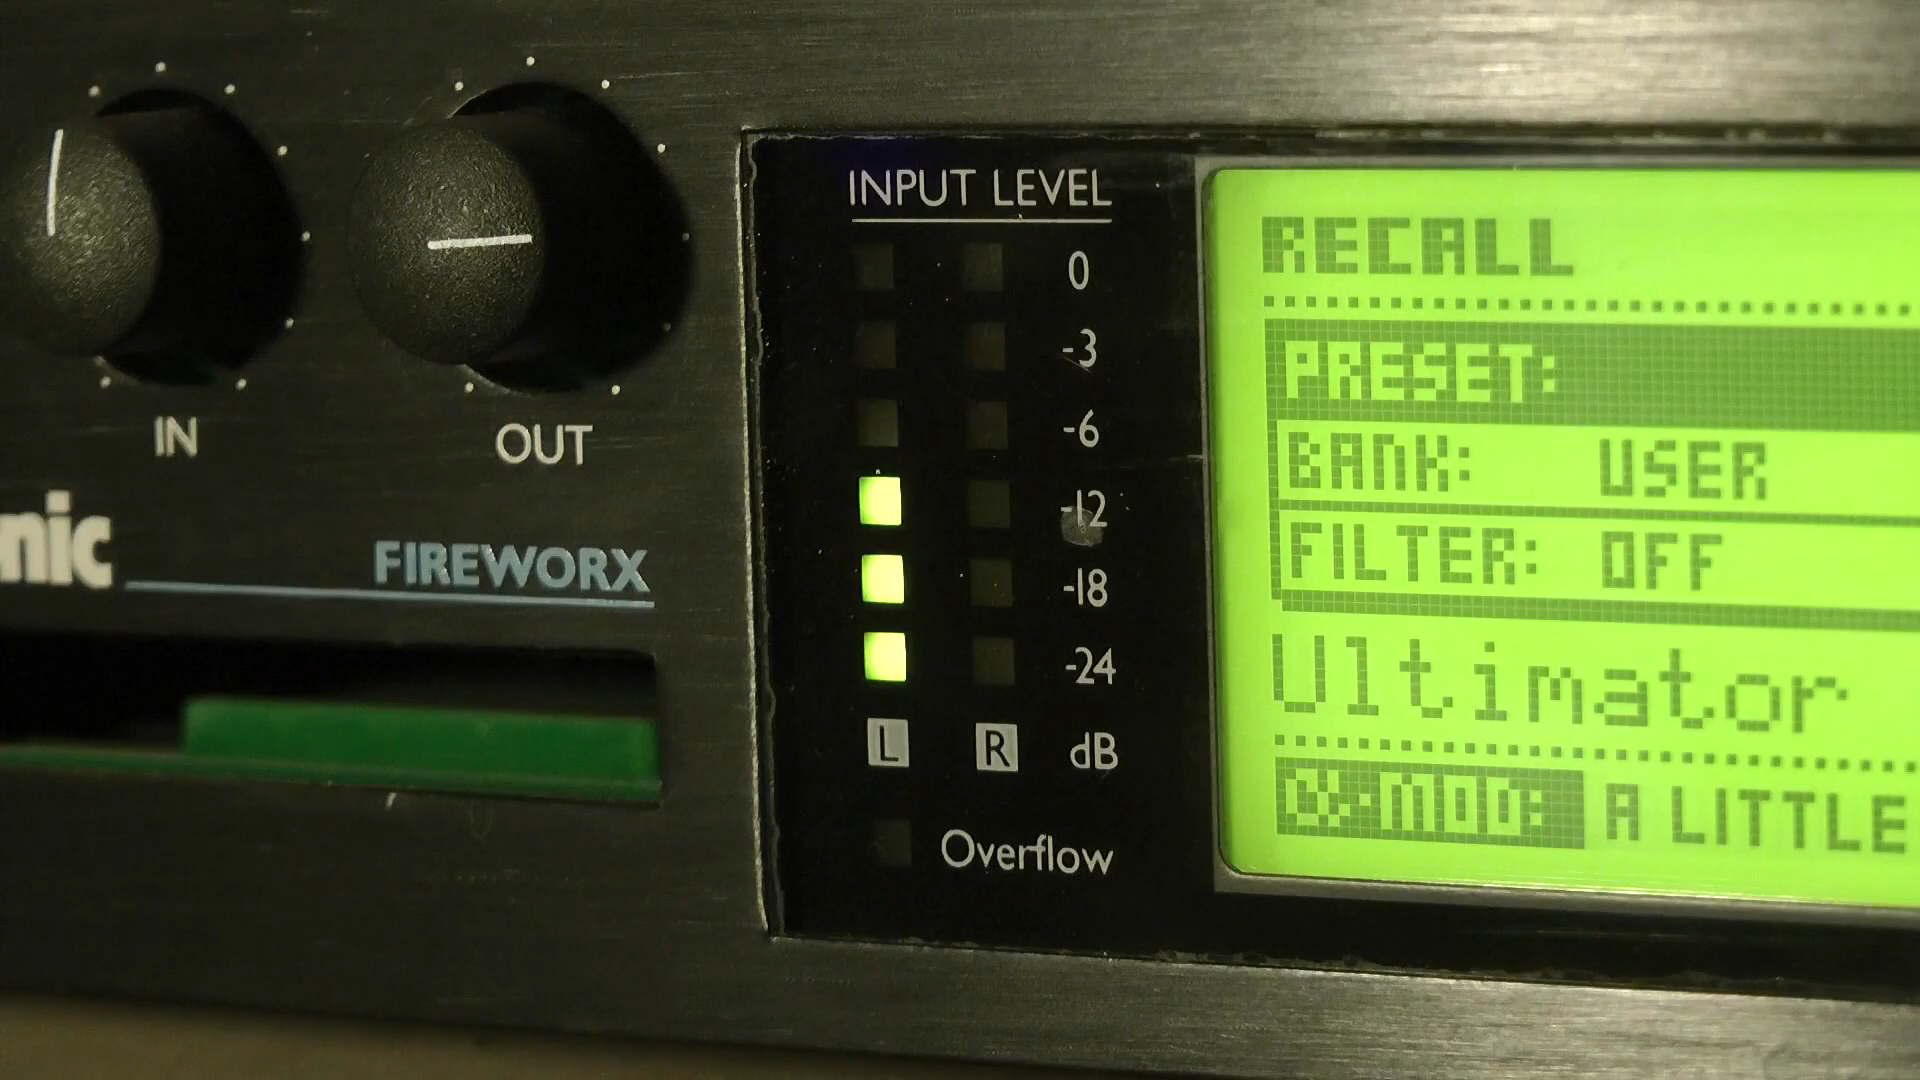 IN
OUT
nic
FIREWORX
INPUT LEVEL
0
-3
-6
-12
-18
-24
L R dB
Overflow
RECALL
PRESET:
BANK: USER
FILTER: OFF
Ultimator
α-MOD: A LITTLE